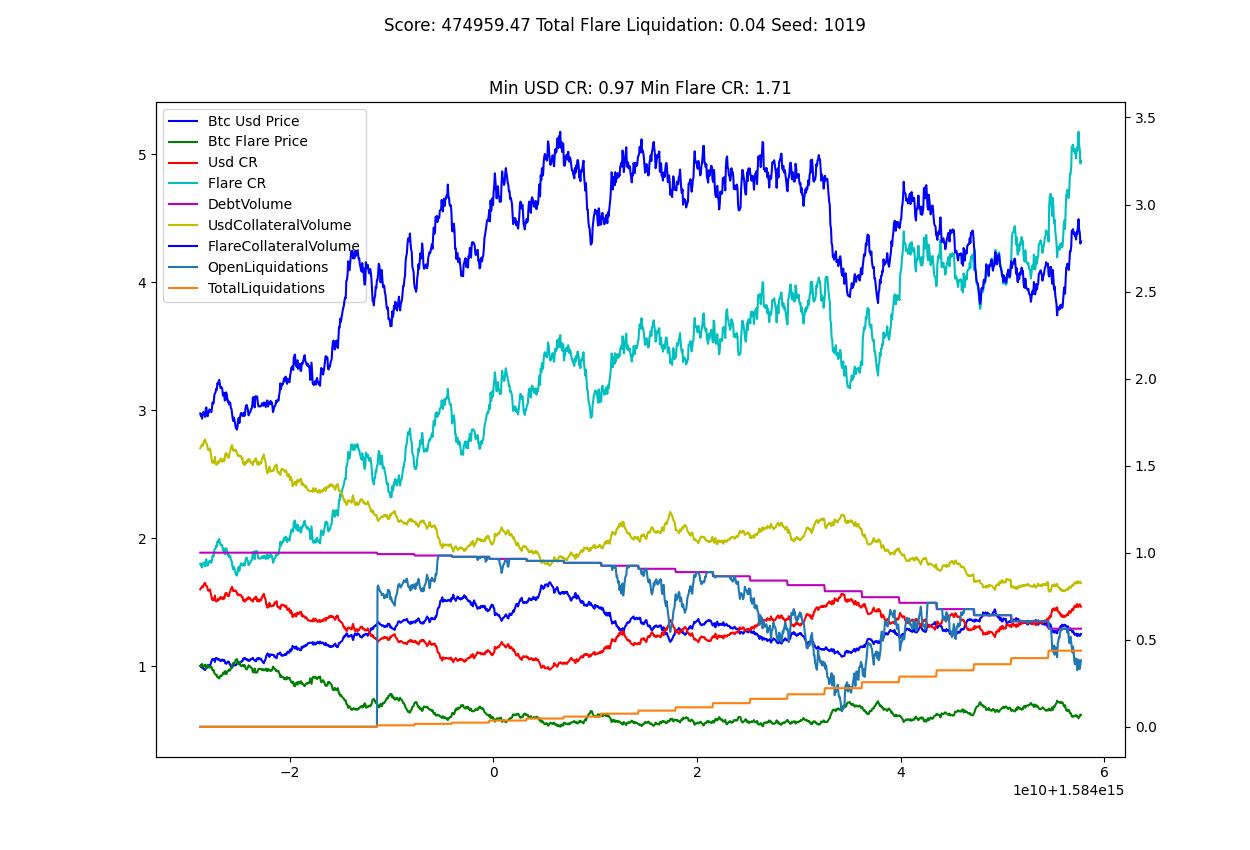 Score: 474959.47 Total Flare Liquidation: 0.04 Seed: 1019
Min USD CR: 0.97 Min Flare CR: 1.71
Btc Usd Price
Btc Flare Price
Usd CR
Flare CR
DebtVolume
UsdCollateralVolume
FlareCollateralVolume
OpenLiquidations
TotalLiquidations
5
4
3
2
1
3.5
3.0
2.5
2.0
1.5
1.0
0.5
0.0
−2 0 2 4 6
1e10+1.584e15